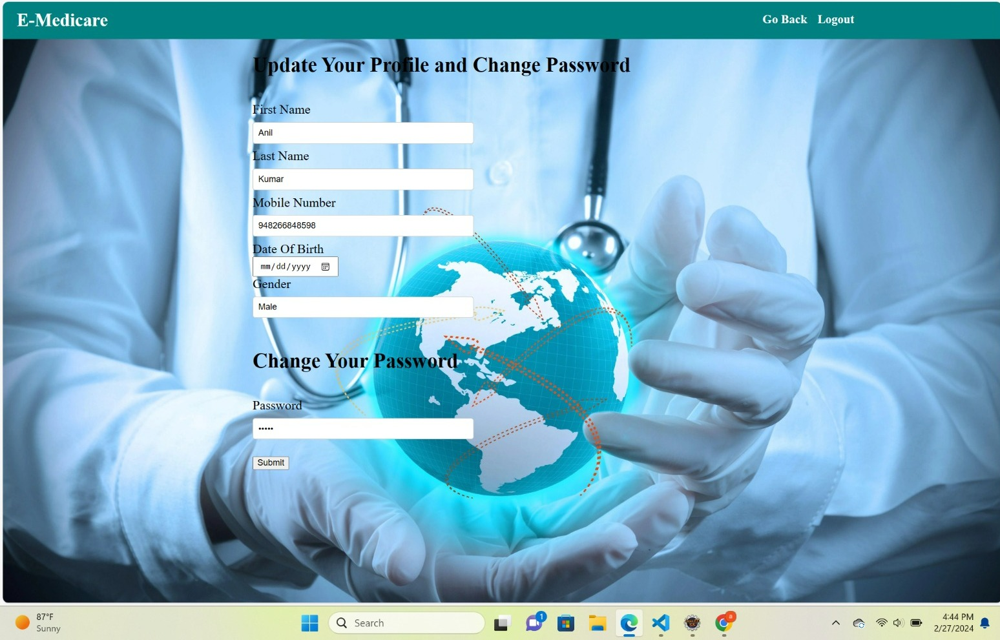 E-Medicare
Go Back Logout
Update Your Profile and Change Password
First Name
Anil
Last Name
Kumar
Mobile Number
948266848598
Date Of Birth
mm/dd/yyyy
Gender
Male
Change Your Password
Password
•••••
Submit
87°F
Sunny
Search
1
a
4:44 PM
2/27/2024